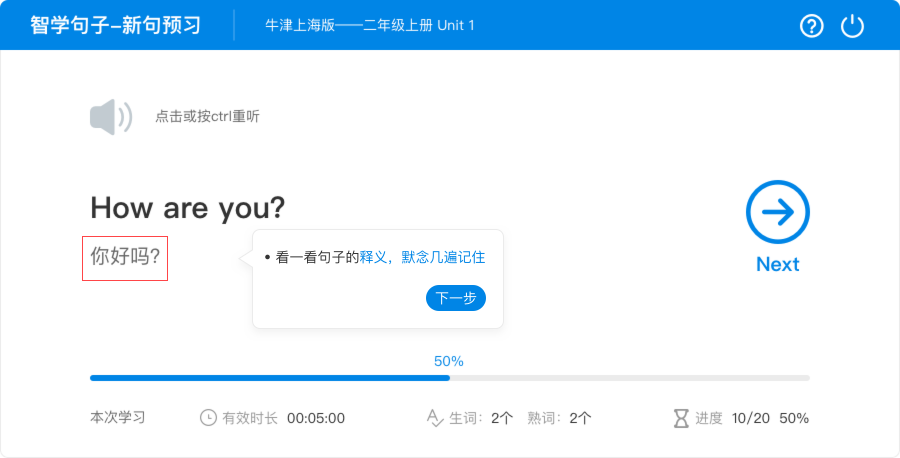 智学句子-新句预习
牛津上海版——二年级上册 Unit 1
点击或按ctrl重听
How are you?
你好吗?
• 看一看句子的释义，默念几遍记住
下一步
Next
50%
本次学习 有效时长 00:05:00 生词： 2个 熟词： 2个 进度 10/20 50%